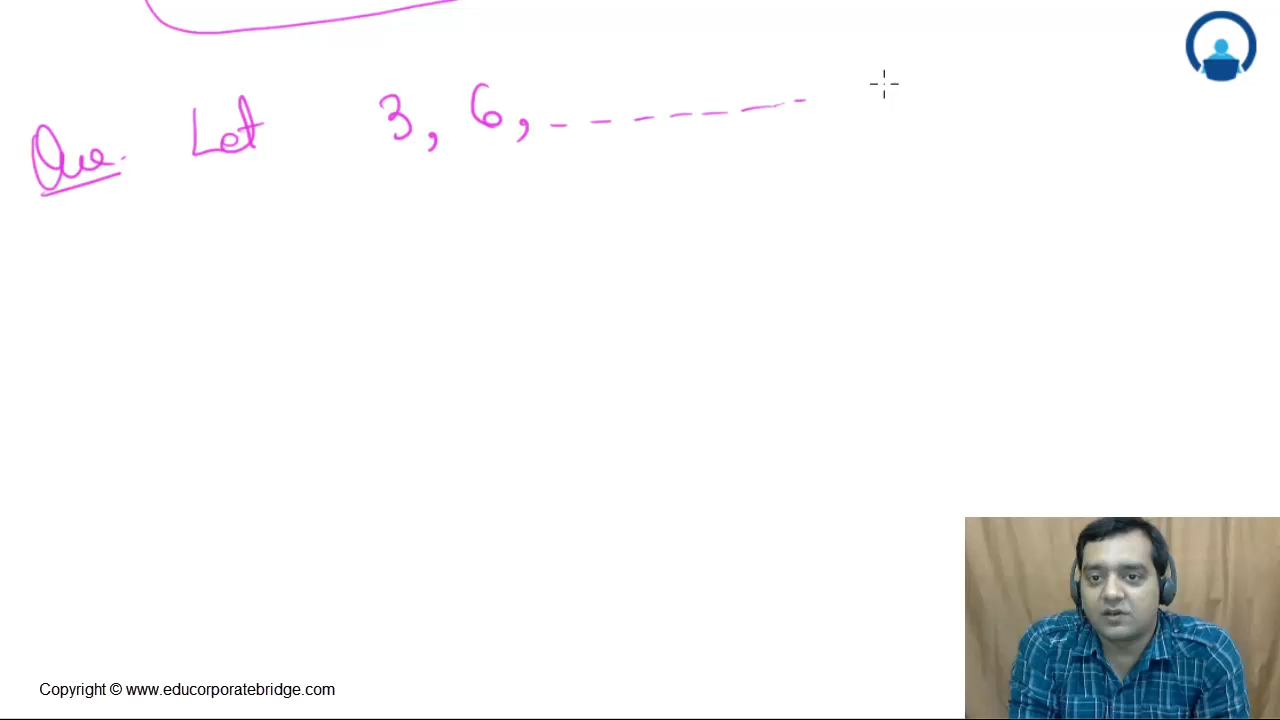 Que. Let 3, 6, - - - - - - -
Copyright © www.educorporatebridge.com